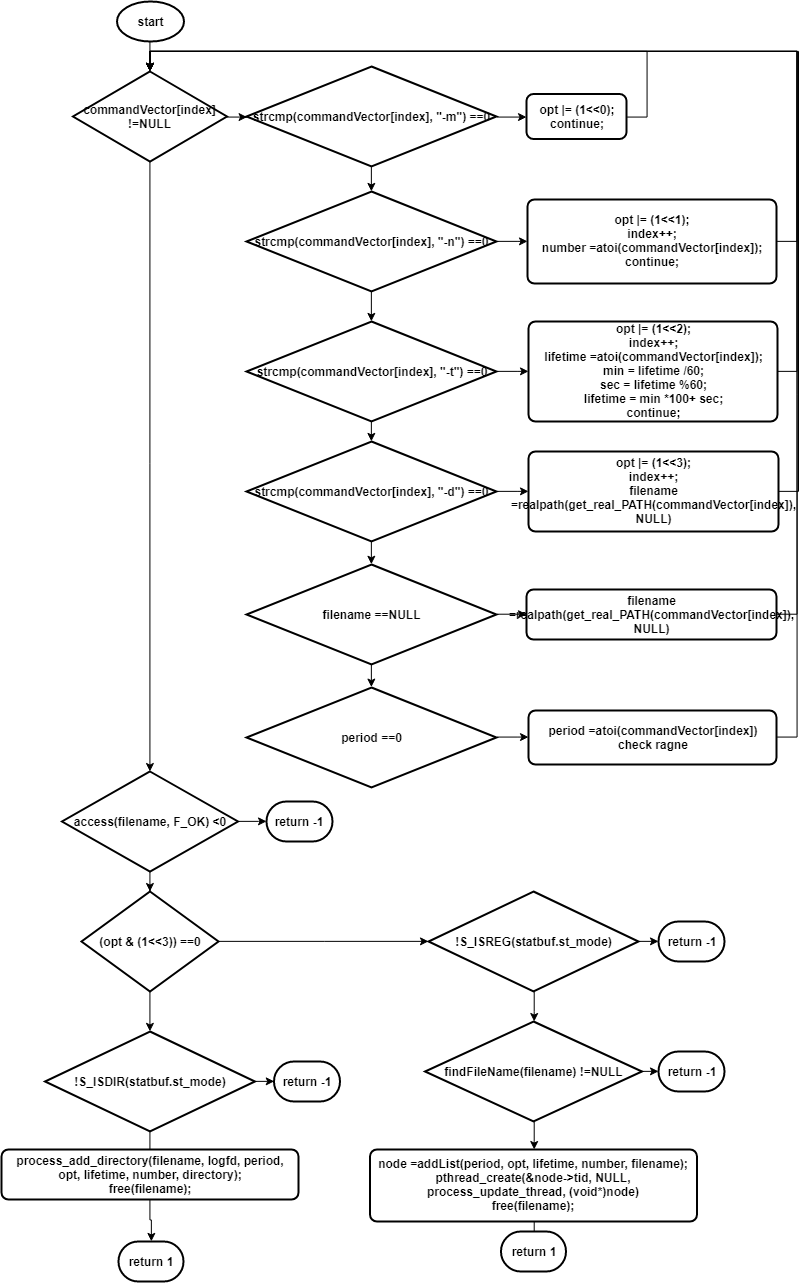 start
commandVector[index]
!=NULL
strcmp(commandVector[index], "-m") ==0
opt |= (1<<0);
continue;
strcmp(commandVector[index], "-n") ==0
opt |= (1<<1);
index++;
number =atoi(commandVector[index]);
continue;
strcmp(commandVector[index], "-t") ==0
opt |= (1<<2);
index++;
lifetime =atoi(commandVector[index]);
min = lifetime /60;
sec = lifetime %60;
lifetime = min *100+ sec;
continue;
strcmp(commandVector[index], "-d") ==0
opt |= (1<<3);
index++;
filename
=realpath(get_real_PATH(commandVector[index]),
NULL)
filename ==NULL
filename
=realpath(get_real_PATH(commandVector[index]),
NULL)
period ==0
period =atoi(commandVector[index])
check ragne
access(filename, F_OK) <0
return -1
(opt & (1<<3)) ==0
!S_ISREG(statbuf.st_mode)
return -1
!S_ISDIR(statbuf.st_mode)
return -1
findFileName(filename) !=NULL
return -1
process_add_directory(filename, logfd, period,
opt, lifetime, number, directory);
free(filename);
node =addList(period, opt, lifetime, number, filename);
pthread_create(&node->tid, NULL,
process_update_thread, (void*)node)
free(filename);
return 1
return 1